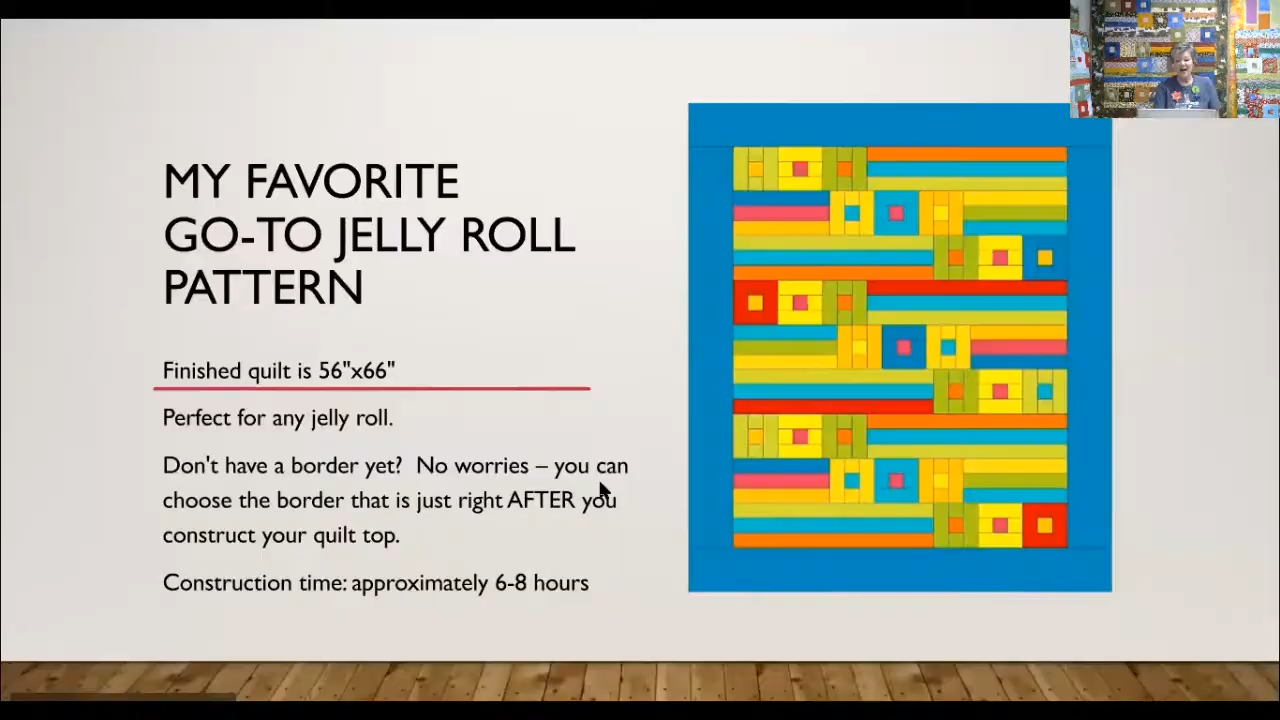 MY FAVORITE
GO-TO JELLY ROLL
PATTERN
Finished quilt is 56"x66"
Perfect for any jelly roll.
Don't have a border yet?  No worries – you can
choose the border that is just right AFTER you
construct your quilt top.
Construction time: approximately 6-8 hours